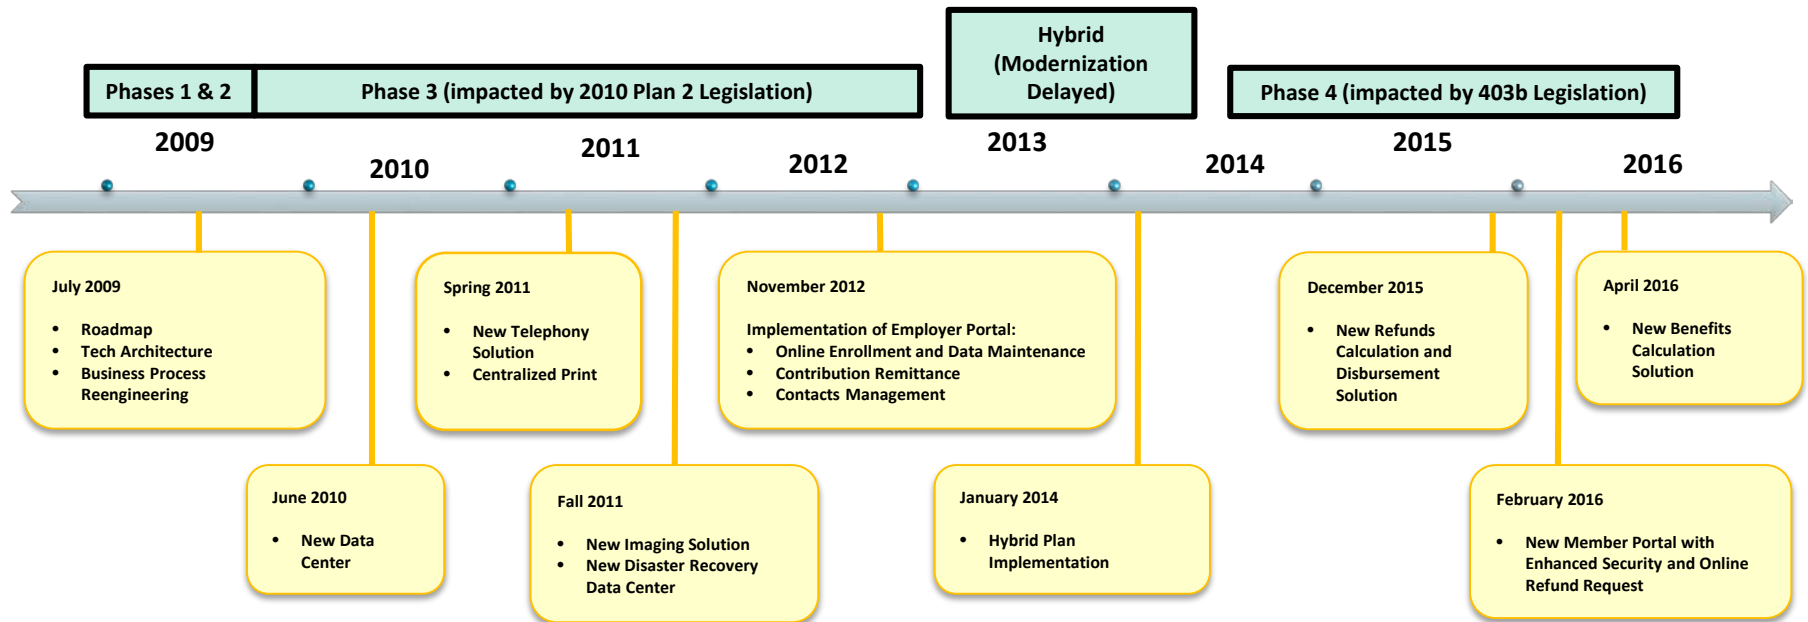 Phases 1 & 2
Phase 3 (impacted by 2010 Plan 2 Legislation)
Hybrid
(Modernization
Delayed)
Phase 4 (impacted by 403b Legislation)
2009
2010
2011
2012
2013
2014
2015
2016
July 2009
• Roadmap
• Tech Architecture
• Business Process
Reengineering
Spring 2011
• New Telephony
Solution
• Centralized Print
November 2012
Implementation of Employer Portal:
• Online Enrollment and Data Maintenance
• Contribution Remittance
• Contacts Management
December 2015
• New Refunds
Calculation and
Disbursement
Solution
April 2016
• New Benefits
Calculation
Solution
June 2010
• New Data
Center
Fall 2011
• New Imaging Solution
• New Disaster Recovery
Data Center
January 2014
• Hybrid Plan
Implementation
February 2016
• New Member Portal with
Enhanced Security and Online
Refund Request